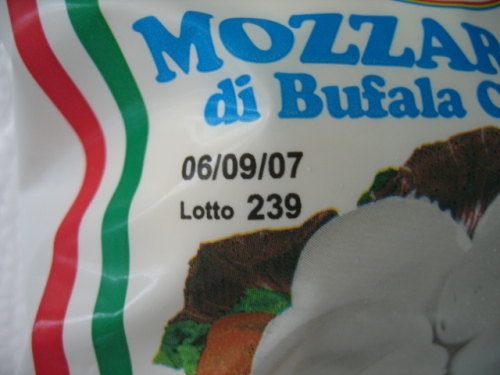 MOZZAR
di Bufala C
06/09/07
Lotto 239